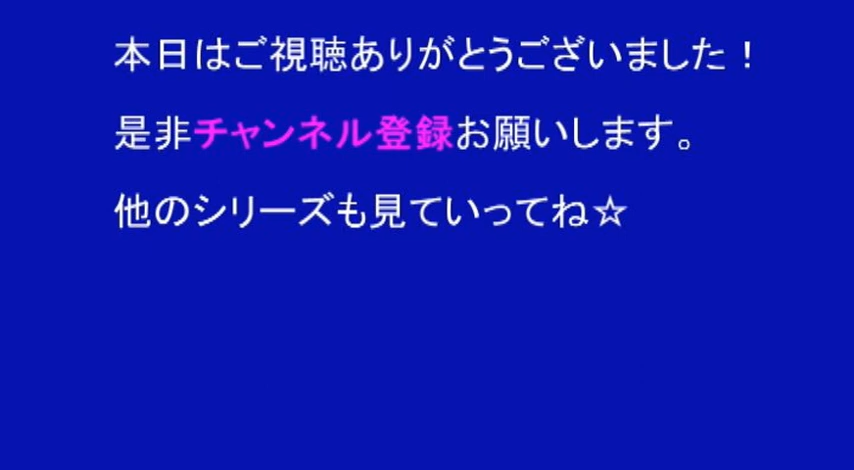 本日はご視聴ありがとうございました！
是非チャンネル登録お願いします。
他のシリーズも見ていってね☆